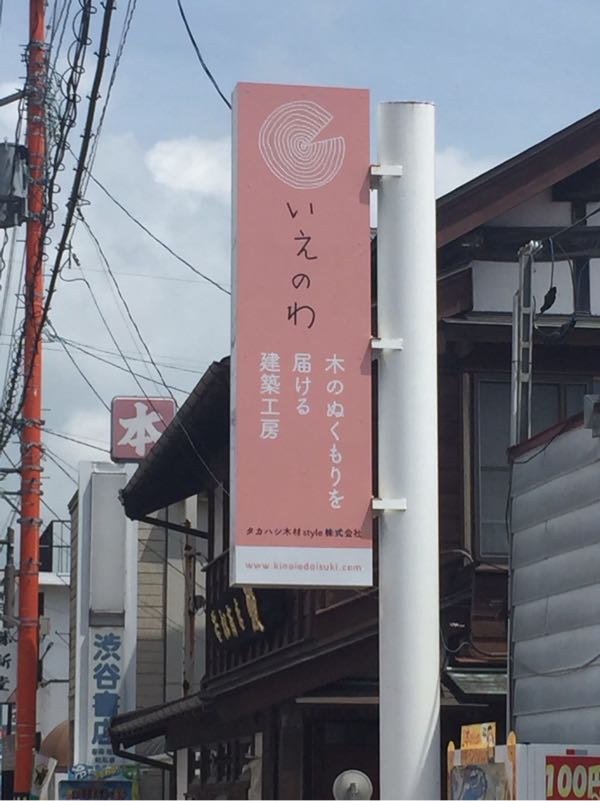 いえのわ
木のぬくもりを
届ける
建築工房
タカハシ木材style株式会社
www.kinoiedaisuki.com
本
渋谷書店
100円